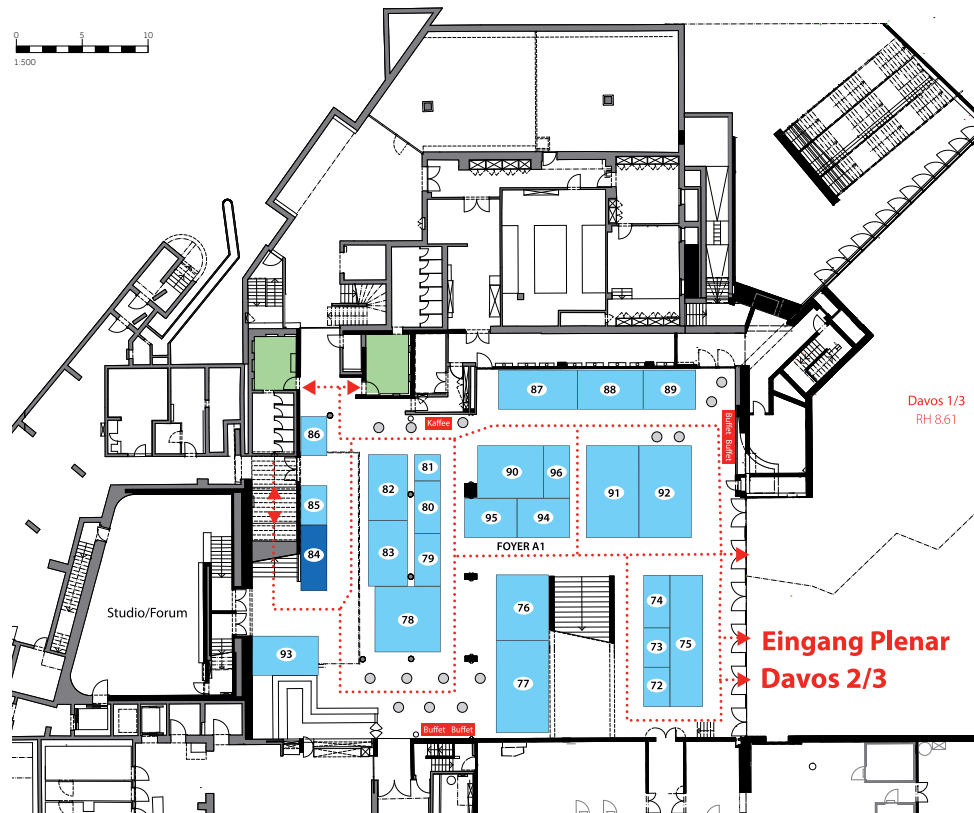 0 5 10
1:500
87
88
89
Davos 1/3
RH 8.61
Kaffee
Buffet Buffet
86
81
82
90
96
80
91
92
85
95
94
FOYER A1
83
79
84
76
74
Studio/Forum
78
73
75
Eingang Plenar
Davos 2/3
93
77
72
Buffet Buffet